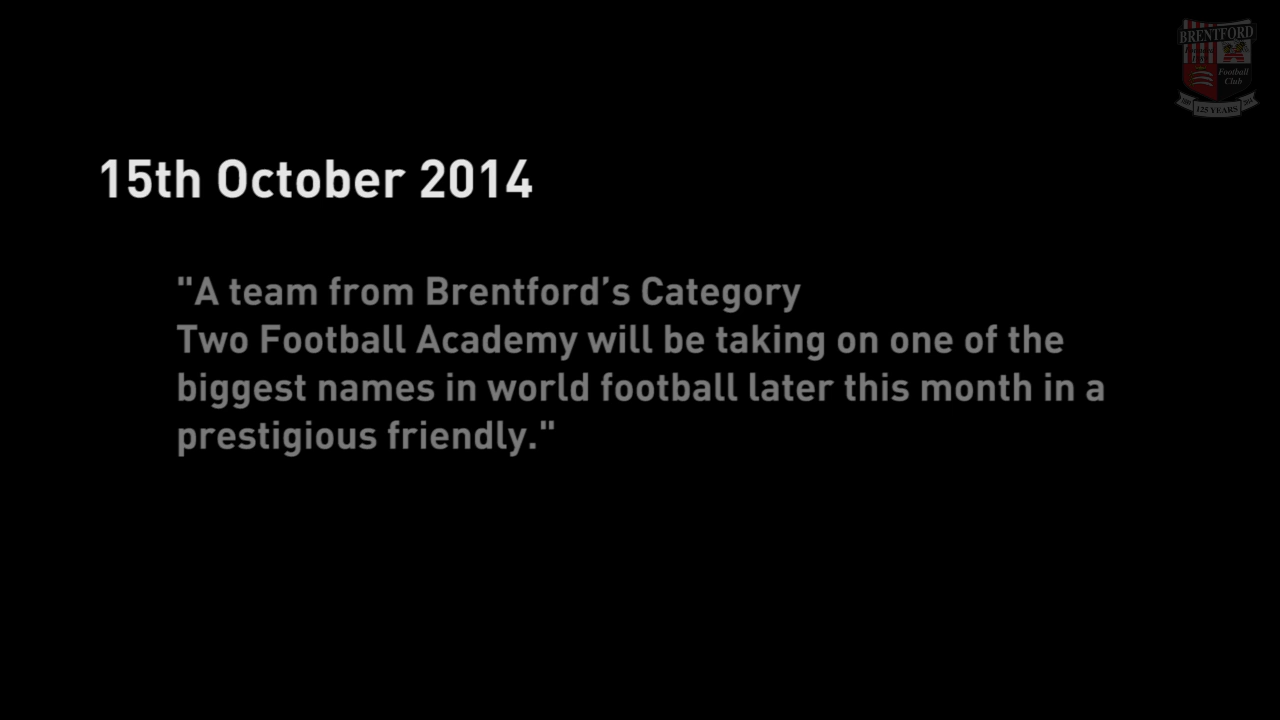 BRENTFORD
Football
Club
125 YEARS
15th October 2014
"A team from Brentford’s Category
Two Football Academy will be taking on one of the
biggest names in world football later this month in a
prestigious friendly."